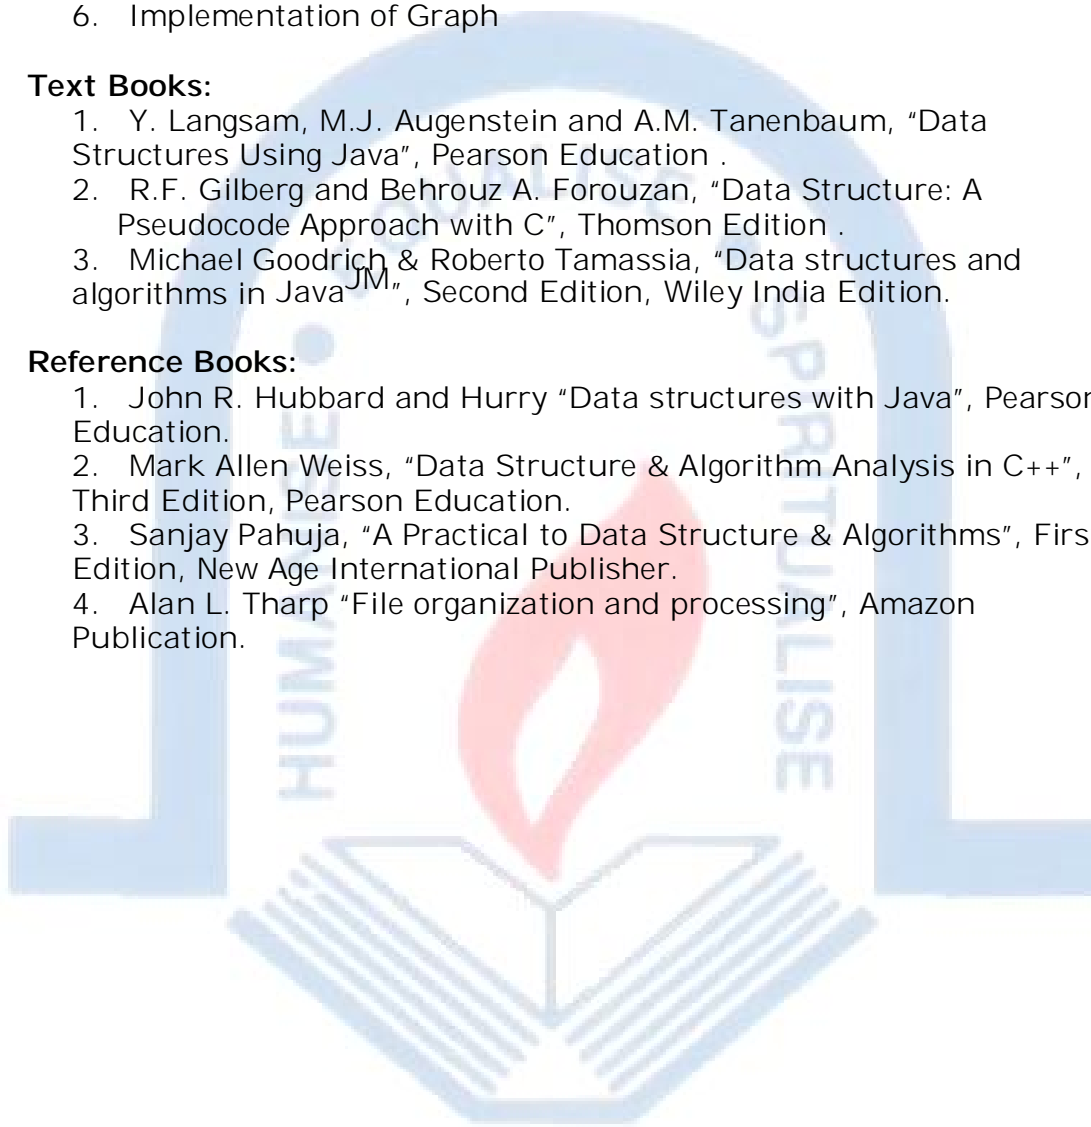 6. Implementation of Graph
Text Books:
1. Y. Langsam, M.J. Augenstein and A.M. Tanenbaum, “Data
Structures Using Java”, Pearson Education .
2. R.F. Gilberg and Behrouz A. Forouzan, “Data Structure: A
Pseudocode Approach with C”, Thomson Edition .
3. Michael Goodrich & Roberto Tamassia, “Data structures and
algorithms in JavaJM”, Second Edition, Wiley India Edition.
Reference Books:
1. John R. Hubbard and Hurry “Data structures with Java”, Pearson
Education.
2. Mark Allen Weiss, “Data Structure & Algorithm Analysis in C++”,
Third Edition, Pearson Education.
3. Sanjay Pahuja, “A Practical to Data Structure & Algorithms”, Firs
Edition, New Age International Publisher.
4. Alan L. Tharp “File organization and processing”, Amazon
Publication.
HUMANISE • EQUALISE • SPIRITUALISE